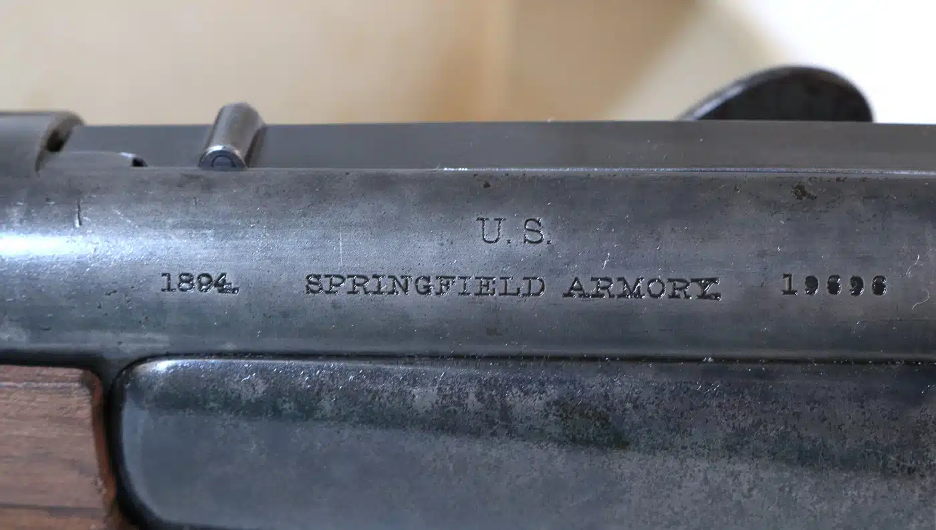 U. S.
1894. SPRINGFIELD ARMORY. 19696